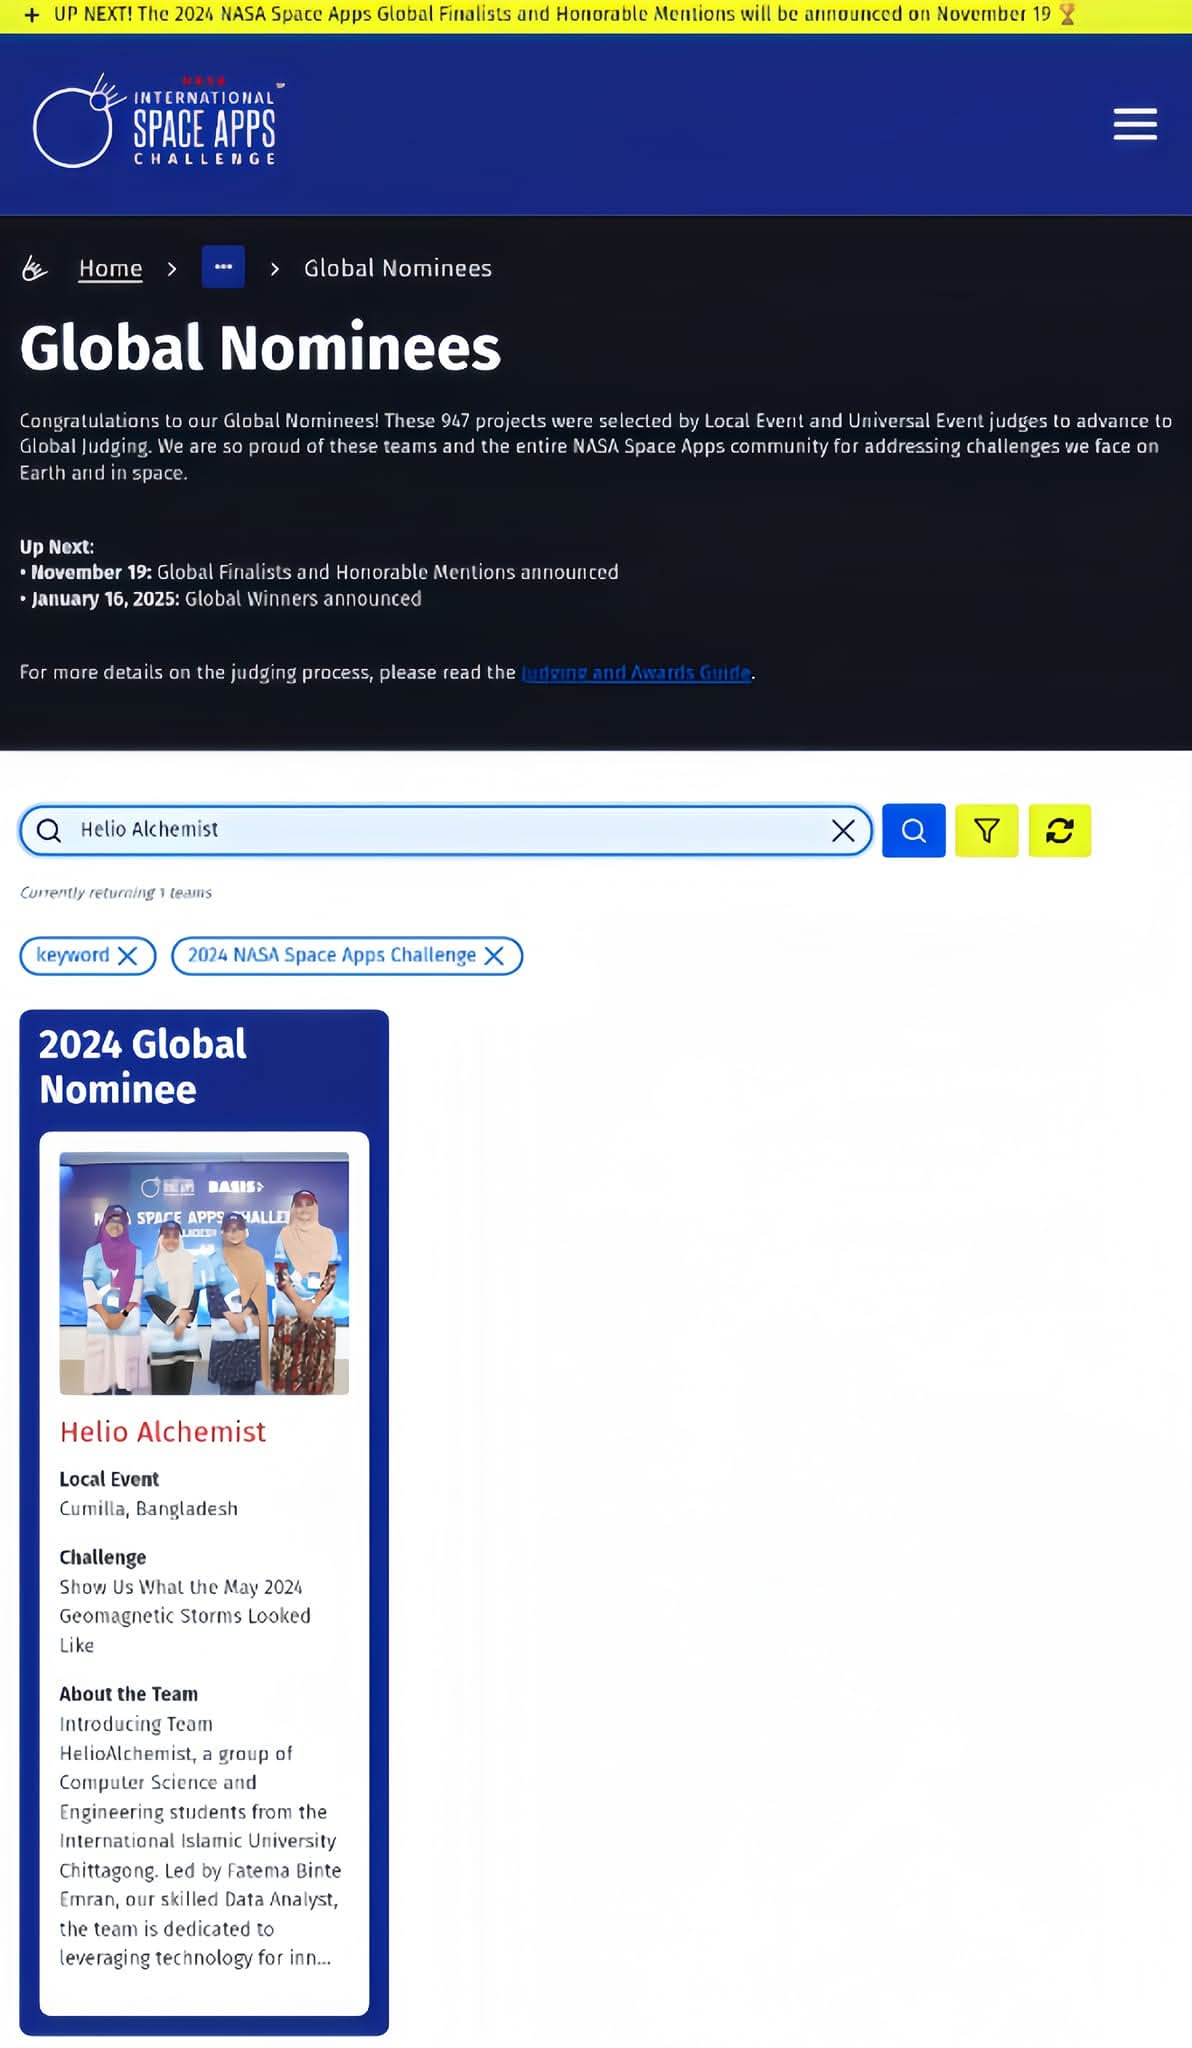 + UP NEXT! The 2024 NASA Space Apps Global Finalists and Honorable Mentions will be announced on November 19 🏆
NASA
INTERNATIONAL
SPACE APPS
CHALLENGE
Home > ... > Global Nominees
Global Nominees
Congratulations to our Global Nominees! These 947 projects were selected by Local Event and Universal Event judges to advance to
Global Judging. We are so proud of these teams and the entire NASA Space Apps community for addressing challenges we face on
Earth and in space.
Up Next:
• November 19: Global Finalists and Honorable Mentions announced
• January 16, 2025: Global Winners announced
For more details on the judging process, please read the Judging and Awards Guide.
Helio Alchemist
Currently returning 1 teams
keyword
2024 NASA Space Apps Challenge
2024 Global
Nominee
BASIS
SPACE APPS CHALLE
Helio Alchemist
Local Event
Cumilla, Bangladesh
Challenge
Show Us What the May 2024
Geomagnetic Storms Looked
Like
About the Team
Introducing Team
HelioAlchemist, a group of
Computer Science and
Engineering students from the
International Islamic University
Chittagong. Led by Fatema Binte
Emran, our skilled Data Analyst,
the team is dedicated to
leveraging technology for inn...